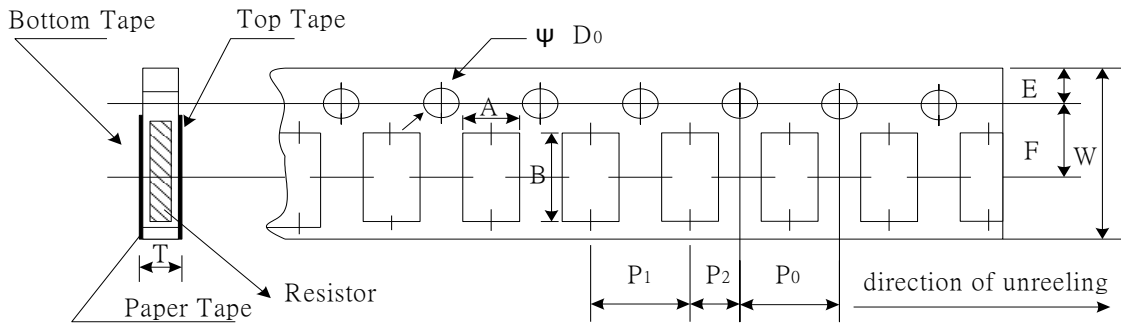 Bottom Tape
Top Tape
Ψ D0
E
A
F
W
B
T
P1
P2
P0
Resistor
direction of unreeling
Paper Tape